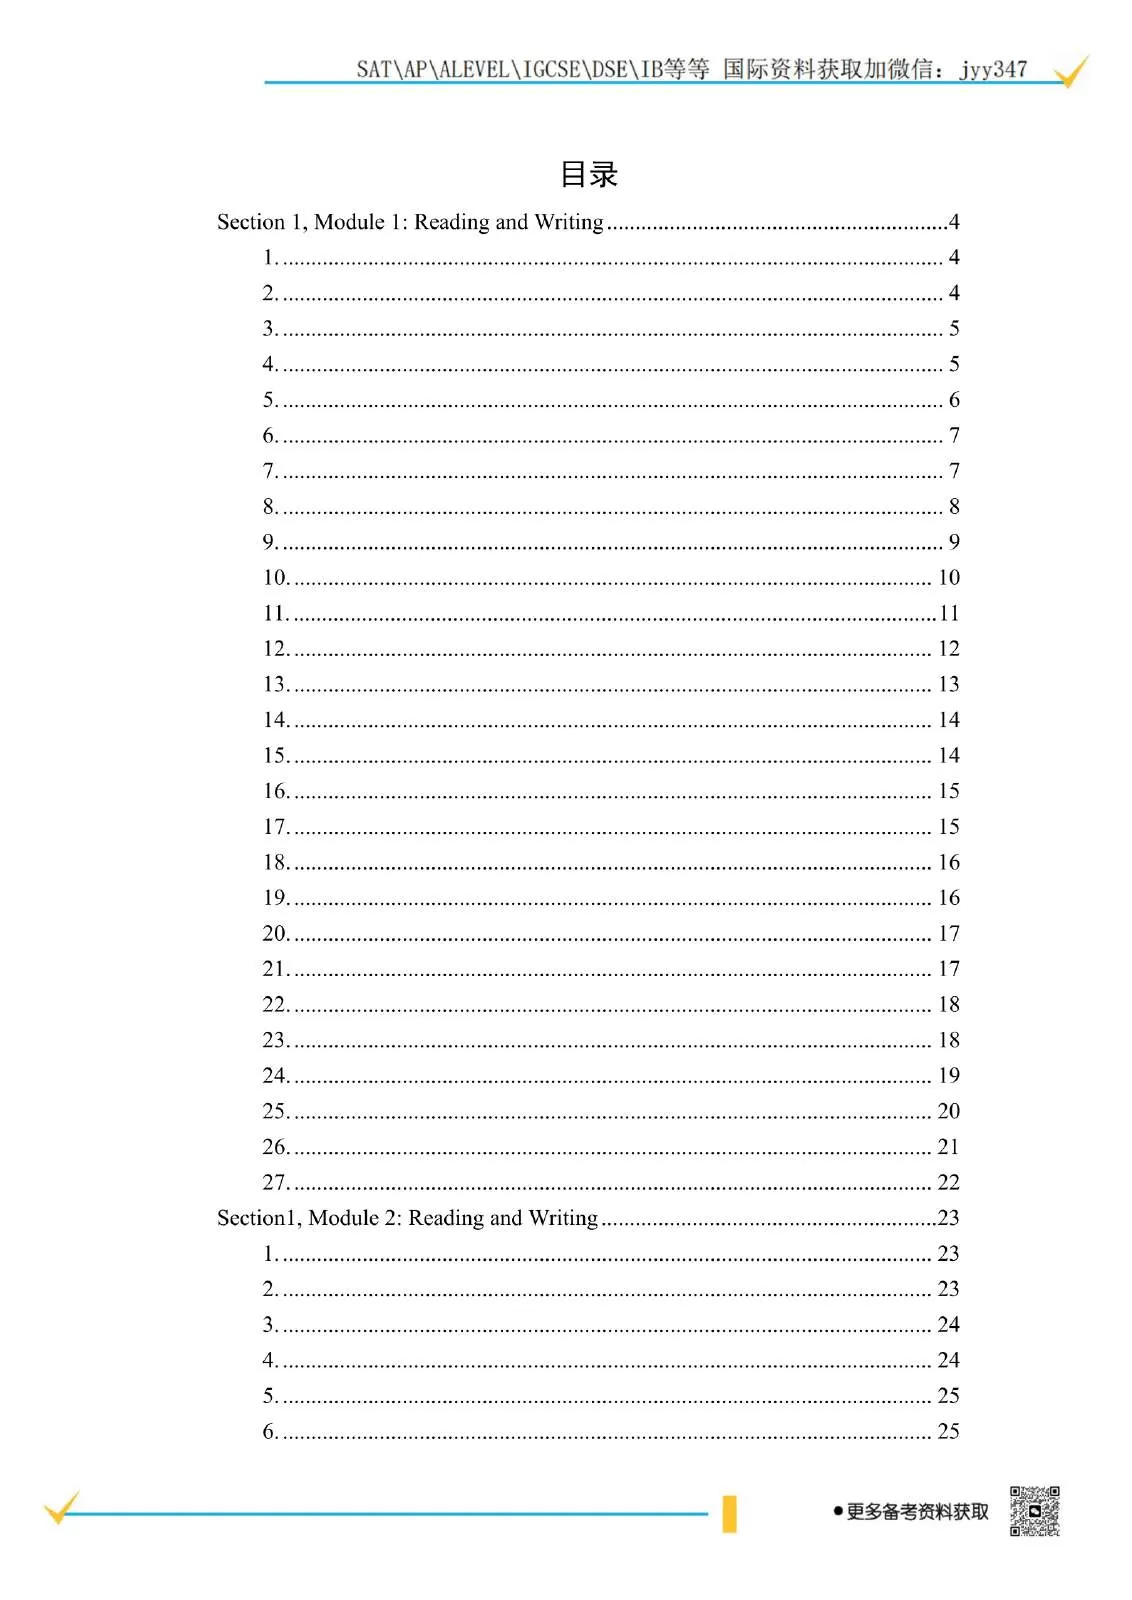 SAT\AP\ALEVEL\IGCSE\DSE\IB等等 国际资料获取加微信：jyy347
目录
Section 1, Module 1: Reading and Writing............................................................4
1. ............................................................ 4
2. ............................................................ 4
3. ............................................................ 5
4. ............................................................ 5
5. ............................................................ 6
6. ............................................................ 7
7. ............................................................ 7
8. ............................................................ 8
9. ............................................................ 9
10. ............................................................ 10
11. ............................................................11
12. ............................................................ 12
13. ............................................................ 13
14. ............................................................ 14
15. ............................................................ 14
16. ............................................................ 15
17. ............................................................ 15
18. ............................................................ 16
19. ............................................................ 16
20. ............................................................ 17
21. ............................................................ 17
22. ............................................................ 18
23. ............................................................ 18
24. ............................................................ 19
25. ............................................................ 20
26. ............................................................ 21
27. ............................................................ 22
Section1, Module 2: Reading and Writing............................................................23
1. ............................................................ 23
2. ............................................................ 23
3. ............................................................ 24
4. ............................................................ 24
5. ............................................................ 25
6. ............................................................ 25
●更多备考资料获取